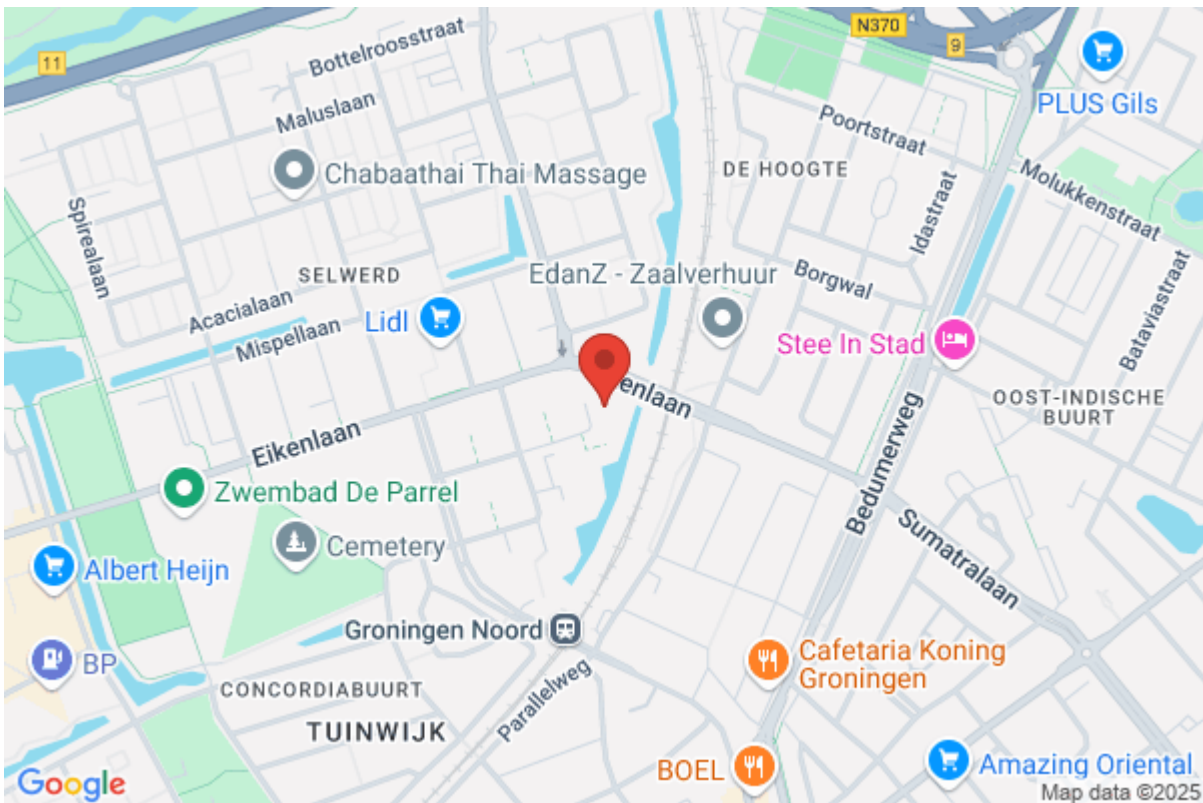 N370
9
11
Bottelroosstraat
PLUS Gils
Maluslaan
Poortstraat
Chabaathai Thai Massage
DE HOOGTE
Molukkenstraat
Spirealaan
Idastraat
SELWERD
EdanZ - Zaalverhuur
Borgwal
Bataviastraat
Acacialaan
Lidl
Mispellaan
Stee In Stad
enlaan
OOST-INDISCHE
BUURT
Eikenlaan
Bedumerweg
Zwembad De Parrel
Cemetery
Sumatralaan
Albert Heijn
Groningen Noord
Cafetaria Koning
Groningen
BP
CONCORDIABUURT
Parallelweg
TUINWIJK
BOEL
Amazing Oriental
Google
Map data ©2025